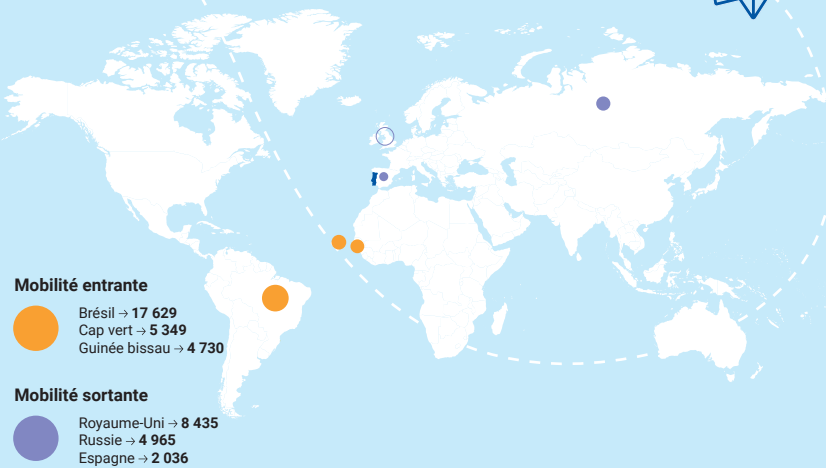 Mobilité entrante
Brésil → 17 629
Cap vert → 5 349
Guinée bissau → 4 730
Mobilité sortante
Royaume-Uni → 8 435
Russie → 4 965
Espagne → 2 036